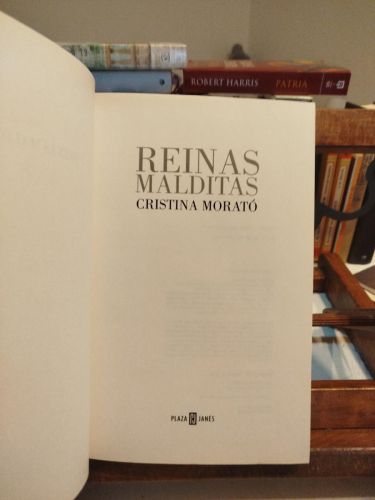 ROBERT HARRIS PATRIA
REINAS
MALDITAS
CRISTINA MORATÓ
PLAZA JANÉS